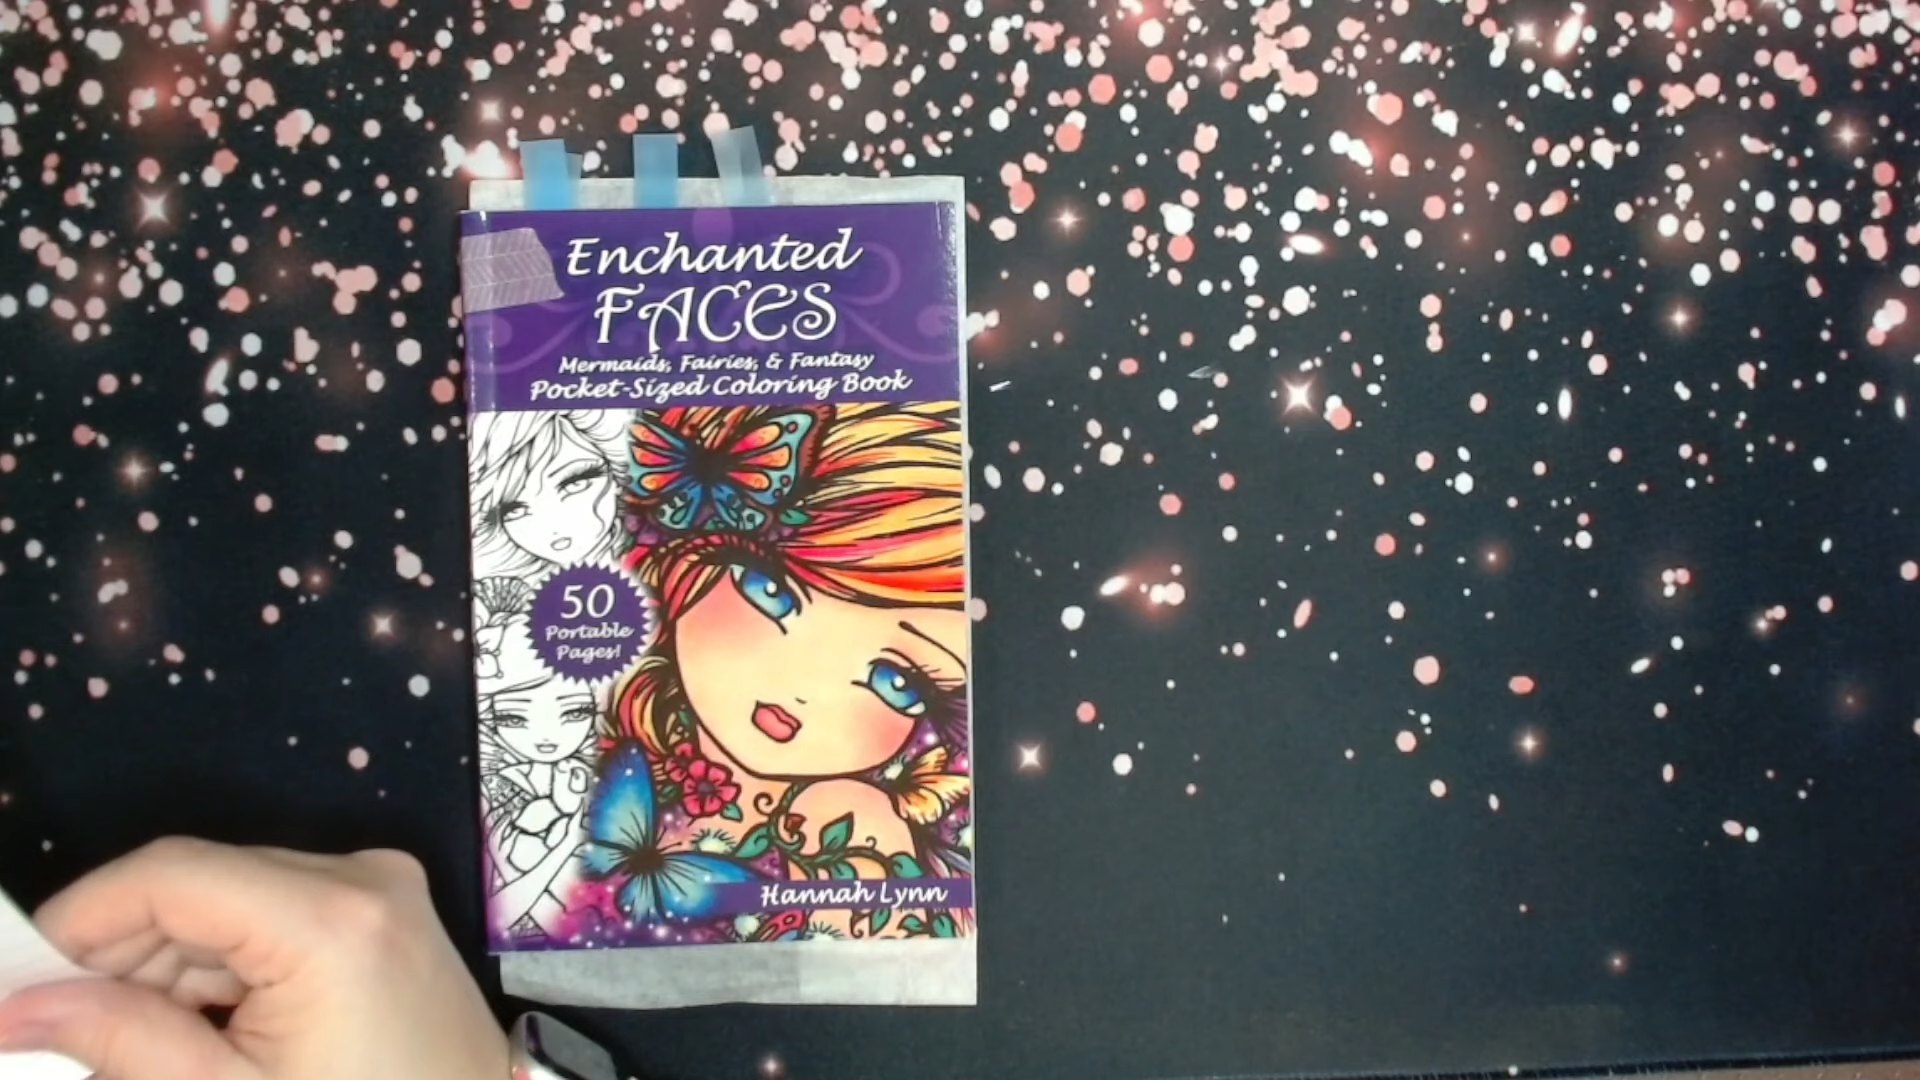 Enchanted
FACES
Mermaids, Fairies, & Fantasy
Pocket-Sized Coloring Book
50
Portable
Pages!
Hannah Lynn